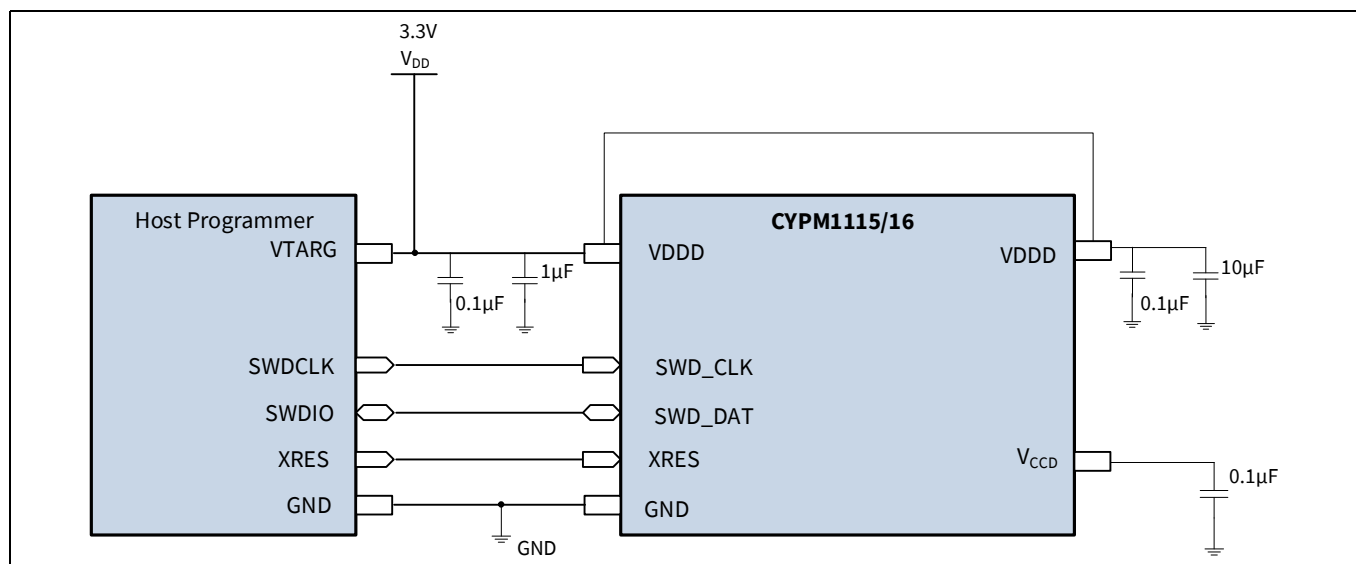 3.3V
VDD
Host Programmer
CYPM1115/16
VTARG
VDDD
VDDD
1µF
0.1µF
10µF
0.1µF
SWDCLK
SWD_CLK
SWDIO
SWD_DAT
XRES
XRES
VCCD
0.1µF
GND
GND
GND